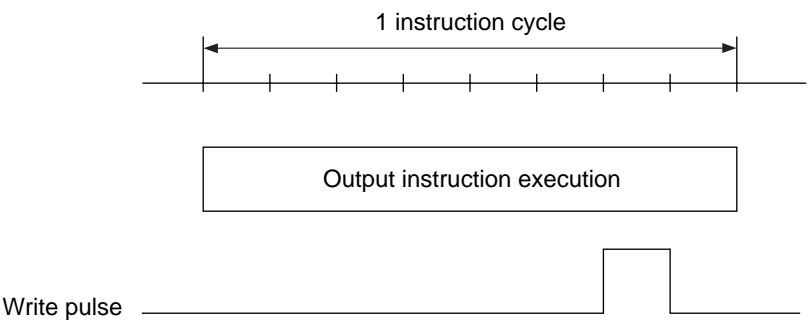 1 instruction cycle
Output instruction execution
Write pulse